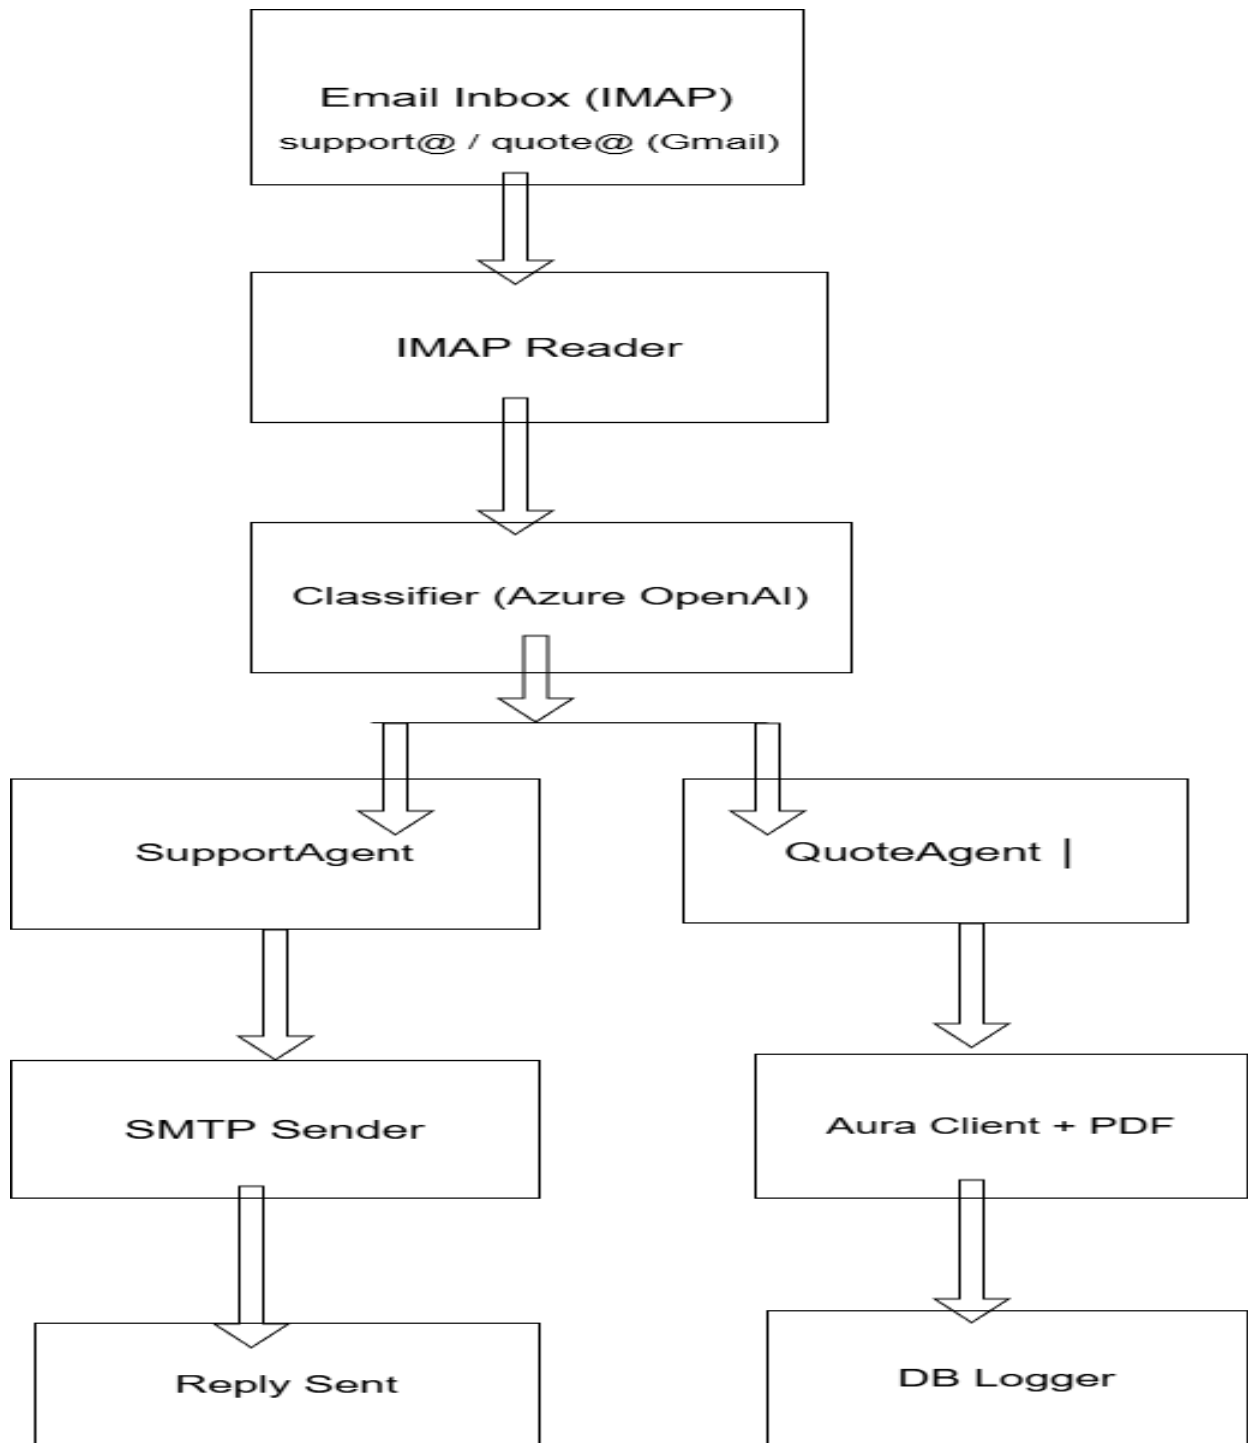 Email Inbox (IMAP)
support@ / quote@ (Gmail)
IMAP Reader
Classifier (Azure OpenAI)
SupportAgent
QuoteAgent |
SMTP Sender
Aura Client + PDF
Reply Sent
DB Logger